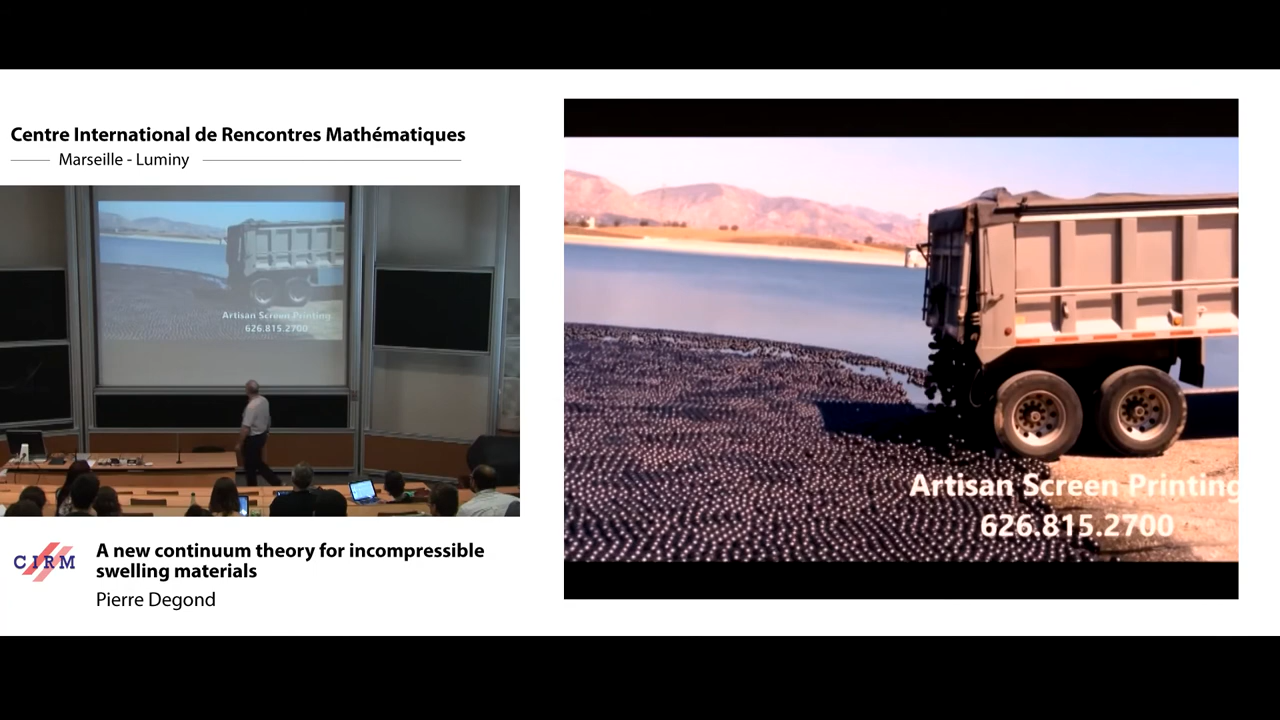 Centre International de Rencontres Mathématiques
Marseille - Luminy
Artisan Screen Printing
626.815.2700
CIRM
A new continuum theory for incompressible
swelling materials
Pierre Degond
Artisan Screen Printing
626.815.2700